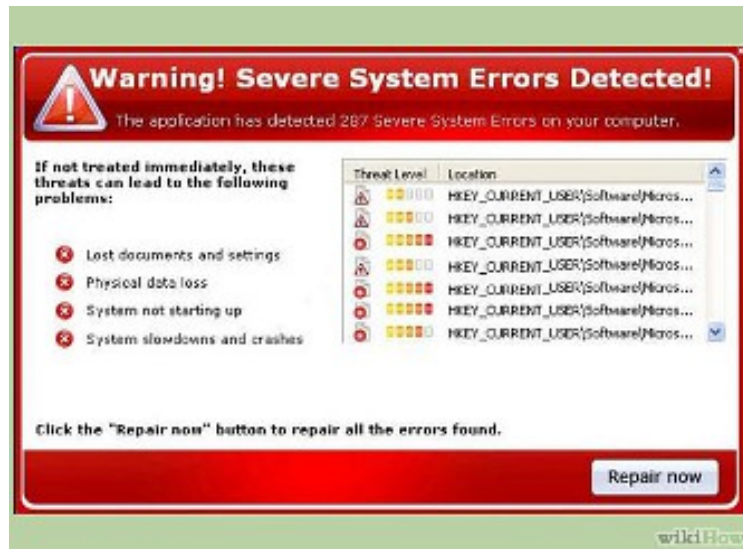 Warning! Severe System Errors Detected!
The application has detected 287 Severe System Errors on your computer.
If not treated immediately, these
threats can lead to the following
problems:
Lost documents and settings
Physical data loss
System not starting up
System slowdowns and crashes
Threat Level Location
HKEY_CURRENT_USER\Software\Micros...
HKEY_CURRENT_USER\Software\Micros...
HKEY_CURRENT_USER\Software\Micros...
HKEY_CURRENT_USER\Software\Micros...
HKEY_CURRENT_USER\Software\Micros...
HKEY_CURRENT_USER\Software\Micros...
HKEY_CURRENT_USER\Software\Micros...
Click the "Repair now" button to repair all the errors found.
Repair now
wikiHow